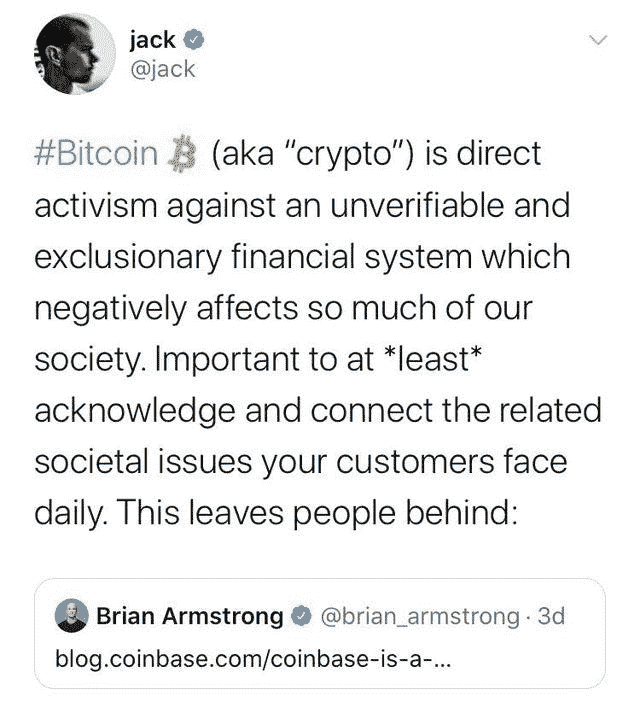 jack
@jack
#Bitcoin ₿ (aka "crypto") is direct
activism against an unverifiable and
exclusionary financial system which
negatively affects so much of our
society. Important to at *least*
acknowledge and connect the related
societal issues your customers face
daily. This leaves people behind:
Brian Armstrong @brian_armstrong · 3d
blog.coinbase.com/coinbase-is-a-...